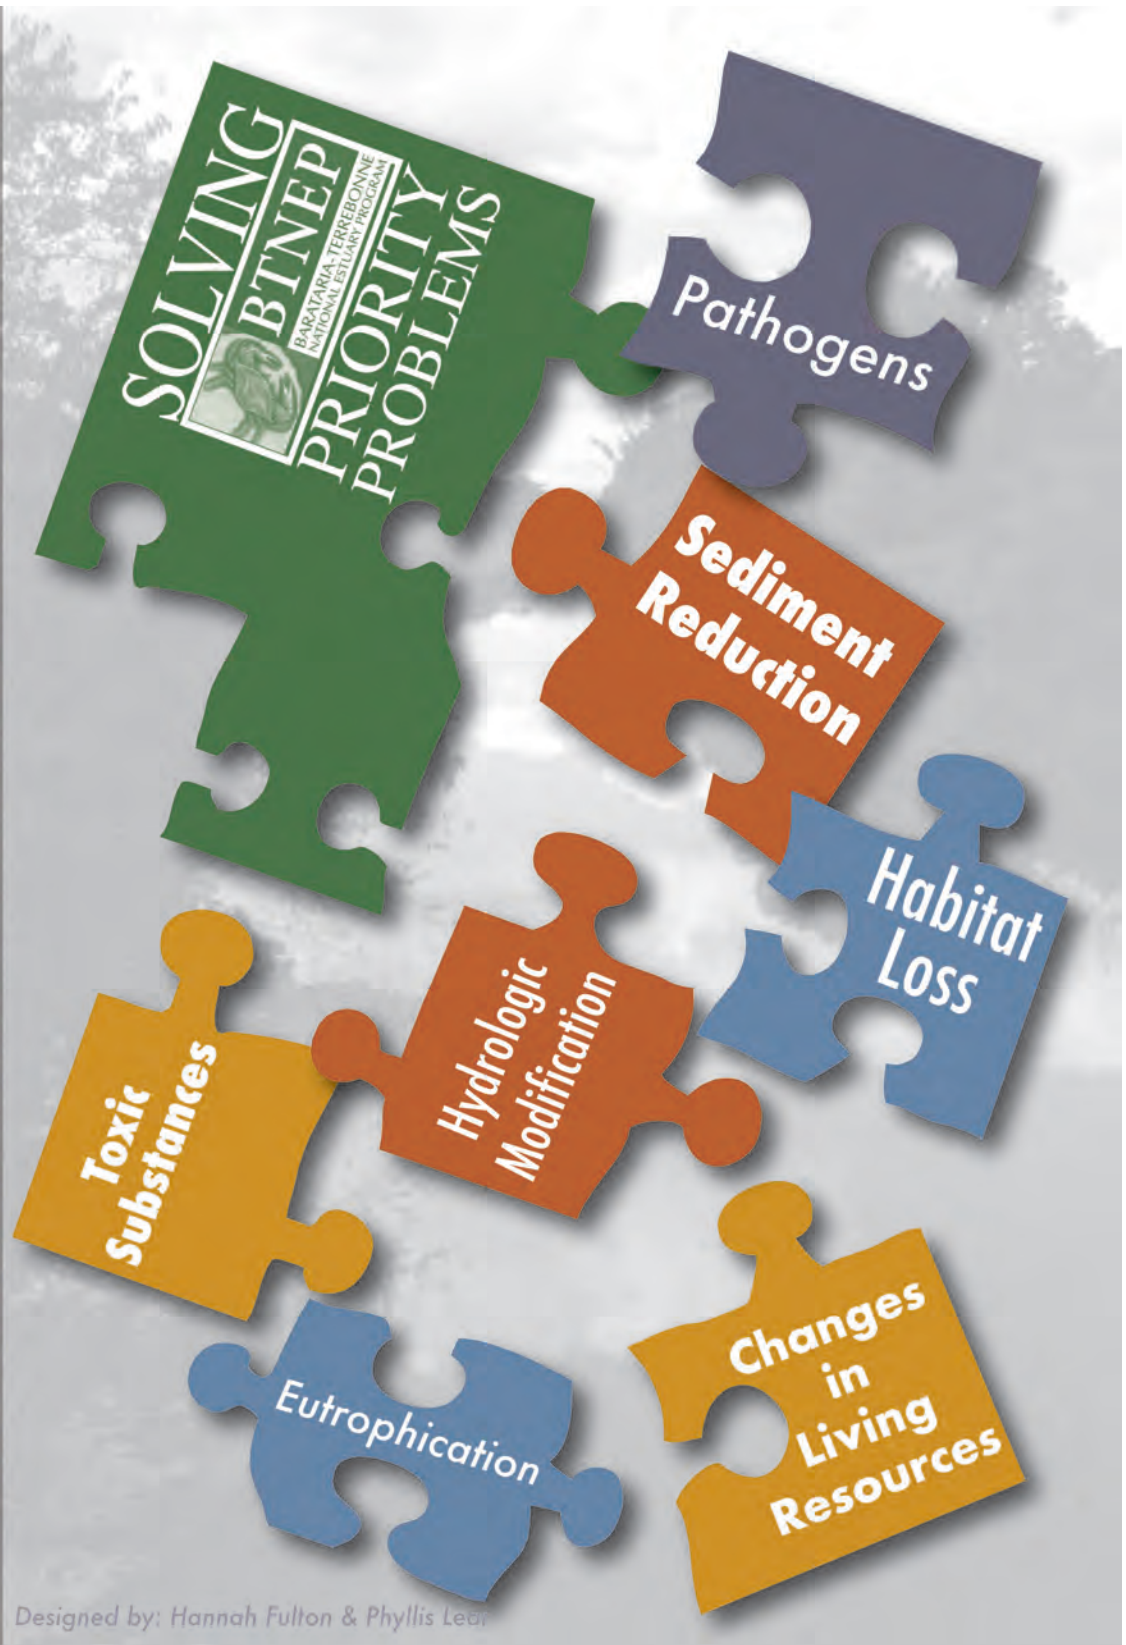 SOLVING
BTNEP
BARATARIA-TERREBONNE
NATIONAL ESTUARY PROGRAM
PRIORITY
PROBLEMS
Pathogens
Sediment
Reduction
Habitat
Loss
Hydrologic
Modification
Toxic
Substances
Changes
in
Living
Resources
Eutrophication
Designed by: Hannah Fulton & Phyllis